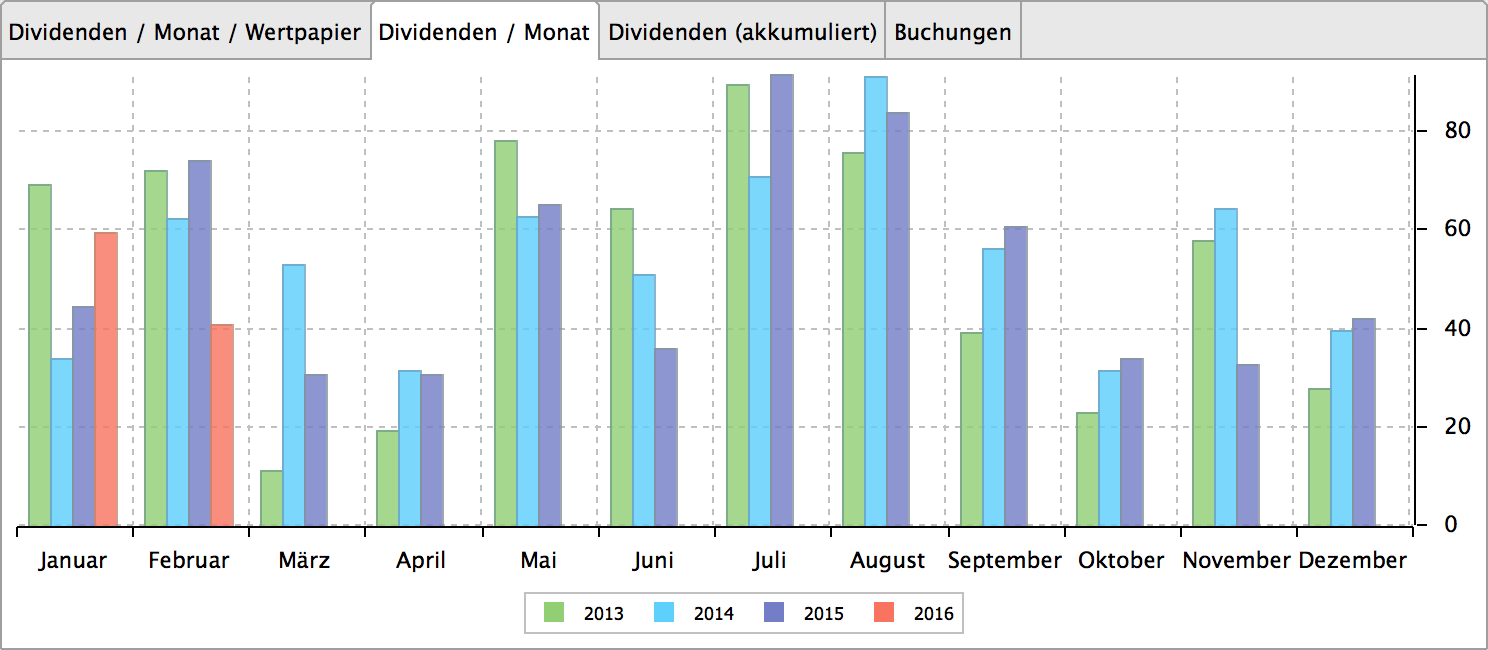 Dividenden / Monat / Wertpapier Dividenden / Monat Dividenden (akkumuliert) Buchungen
80
60
40
20
0
Januar Februar März April Mai Juni Juli August September Oktober November Dezember
2013 2014 2015 2016